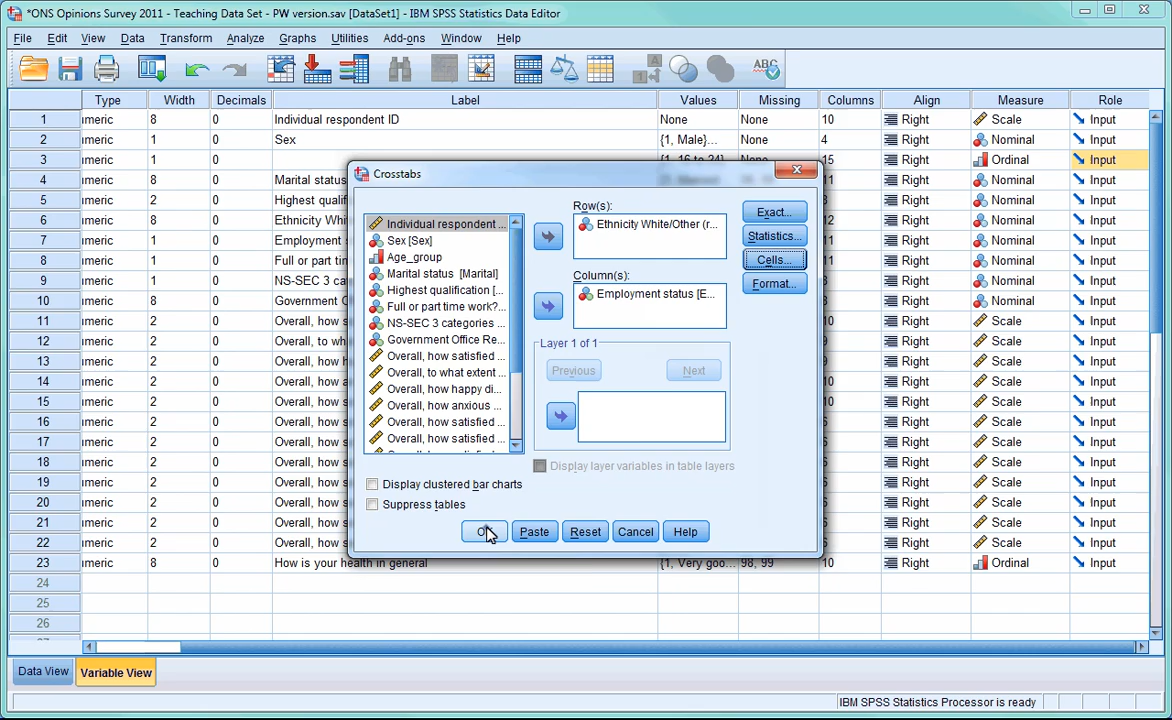 *ONS Opinions Survey 2011 - Teaching Data Set - PW version.sav [DataSet1] - IBM SPSS Statistics Data Editor
File Edit View Data Transform Analyze Graphs Utilities Add-ons Window Help
Type Width Decimals Label Values Missing Columns Align Measure Role
1 umeric 8 0 Individual respondent ID None None 10 Right Scale Input
2 umeric 1 0 Sex {1, Male}... None 4 Right Nominal Input
3 umeric 1 0 {1, 16 to 24} None 15 Right Ordinal Input
4 umeric 8 0 Marital status 11 Right Nominal Input
5 umeric 8 0 Highest qualif Right Nominal Input
6 umeric 8 0 Ethnicity Whi 12 Right Nominal Input
7 umeric 1 0 Employment 11 Right Nominal Input
8 umeric 1 0 Full or part tim 11 Right Nominal Input
9 umeric 1 0 NS-SEC 3 ca Right Nominal Input
10 umeric 8 0 Government O Right Nominal Input
11 umeric 2 0 Overall, how s Right Scale Input
12 umeric 2 0 Overall, to wh Right Scale Input
13 umeric 2 0 Overall, how h Right Scale Input
14 umeric 2 0 Overall, how a 10 Right Scale Input
15 umeric 2 0 Overall, how s 10 Right Scale Input
16 umeric 2 0 Overall, how s Right Scale Input
17 umeric 2 0 Overall, how s Right Scale Input
18 umeric 2 0 Overall, how s Right Scale Input
19 umeric 2 0 Overall, how s Right Scale Input
20 umeric 2 0 Overall, how s Right Scale Input
21 umeric 2 0 Overall, how s Right Scale Input
22 umeric 2 0 Overall, how s Right Scale Input
23 umeric 8 0 How is your health in general {1, Very goo... 98, 99 10 Right Ordinal Input
24
25
26
Crosstabs
Individual respondent ...
Sex [Sex]
Age_group
Marital status [Marital]
Highest qualification [...
Full or part time work?...
NS-SEC 3 categories ...
Government Office Re...
Overall, how satisfied ...
Overall, to what extent ...
Overall, how happy di...
Overall, how anxious ...
Overall, how satisfied ...
Overall, how satisfied ...
Row(s):
Ethnicity White/Other (r...
Column(s):
Employment status [E...
Layer 1 of 1
Previous Next
Display layer variables in table layers
Exact...
Statistics...
Cells...
Format...
Display clustered bar charts
Suppress tables
OK Paste Reset Cancel Help
Data View Variable View
IBM SPSS Statistics Processor is ready